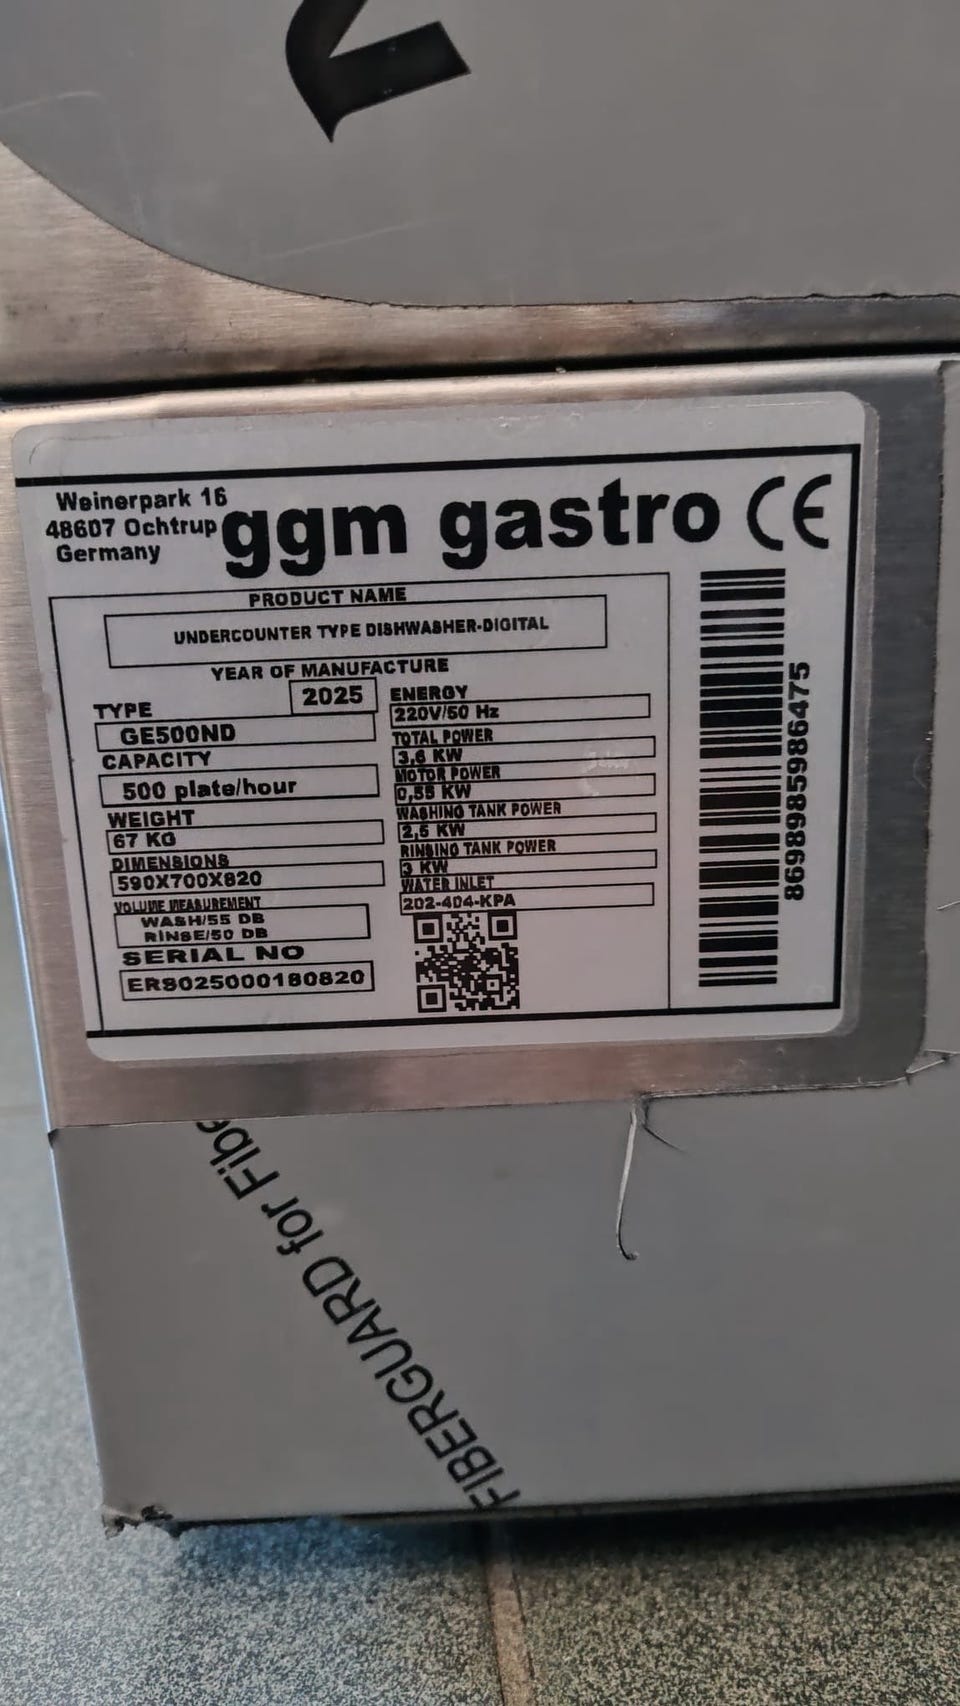 Weinerpark 16
48607 Ochtrup
Germany
ggm gastro CE
PRODUCT NAME
UNDERCOUNTER TYPE DISHWASHER-DIGITAL
YEAR OF MANUFACTURE
2025
TYPE
GE500ND
CAPACITY
500 plate/hour
WEIGHT
67 KG
DIMENSIONS
590X700X820
VOLUME MEASUREMENT
WASH/55 DB
RINSE/50 DB
SERIAL NO
ERS025000180820
ENERGY
220V/50 Hz
TOTAL POWER
3,6 KW
MOTOR POWER
0,55 KW
WASHING TANK POWER
2,5 KW
RINSING TANK POWER
3 KW
WATER INLET
202-404-KPA
8698985986475
FIBERGUARD for Fibe